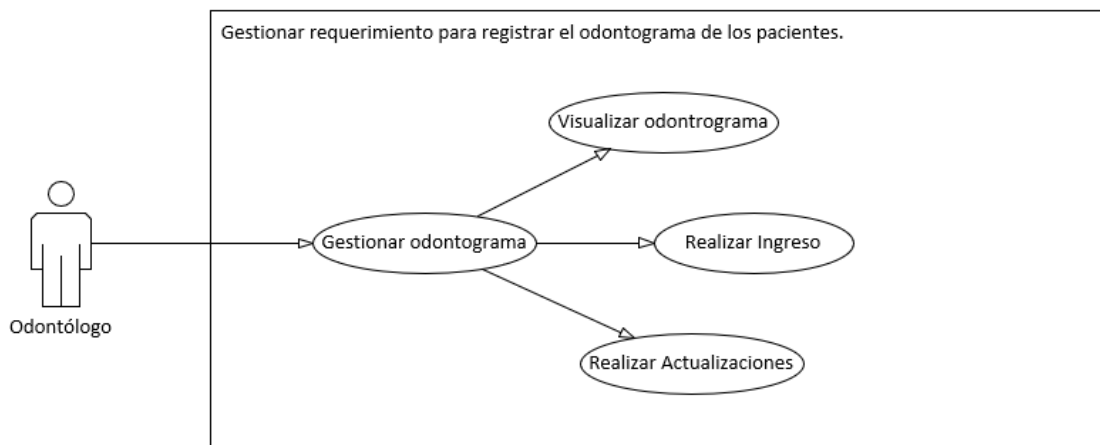 Gestionar requerimiento para registrar el odontograma de los pacientes.
Visualizar odontrograma
Gestionar odontograma
Realizar Ingreso
Odontólogo
Realizar Actualizaciones